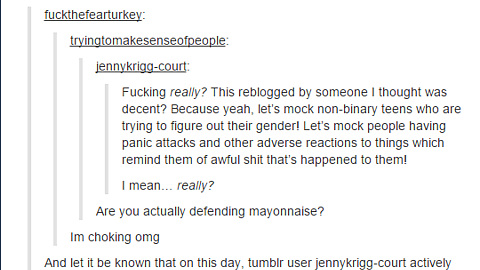 fuckthefearturkey:
tryingtomakesenseofpeople:
jennykrigg-court:
Fucking really? This reblogged by someone I thought was
decent? Because yeah, let's mock non-binary teens who are
trying to figure out their gender! Let's mock people having
panic attacks and other adverse reactions to things which
remind them of awful shit that's happened to them!
I mean… really?
Are you actually defending mayonnaise?
Im choking omg
And let it be known that on this day, tumblr user jennykrigg-court actively